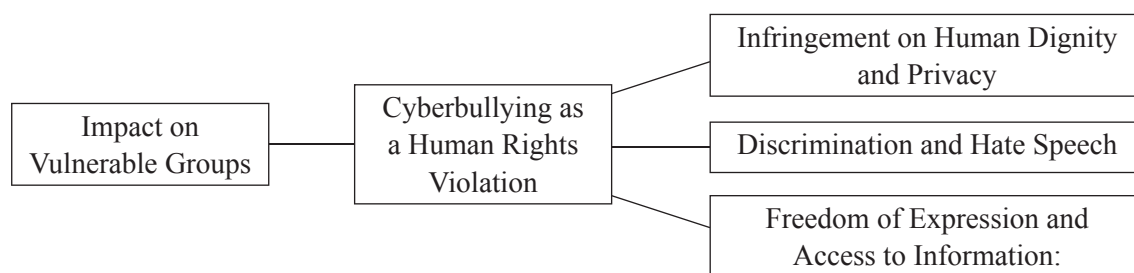 Impact on
Vulnerable Groups
Cyberbullying as
a Human Rights
Violation
Infringement on Human Dignity
and Privacy
Discrimination and Hate Speech
Freedom of Expression and
Access to Information: